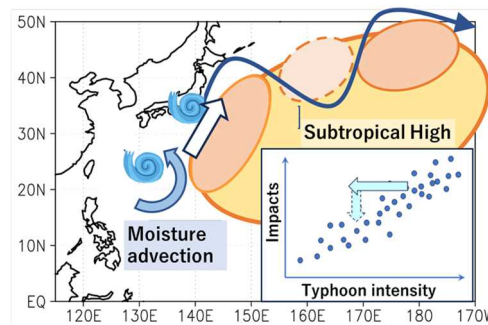 50N
40N
30N
20N
10N
EQ
120E
130E
140E
150E
160E
170E
180
170W
Subtropical High
Moisture
advection
Impacts
Typhoon intensity